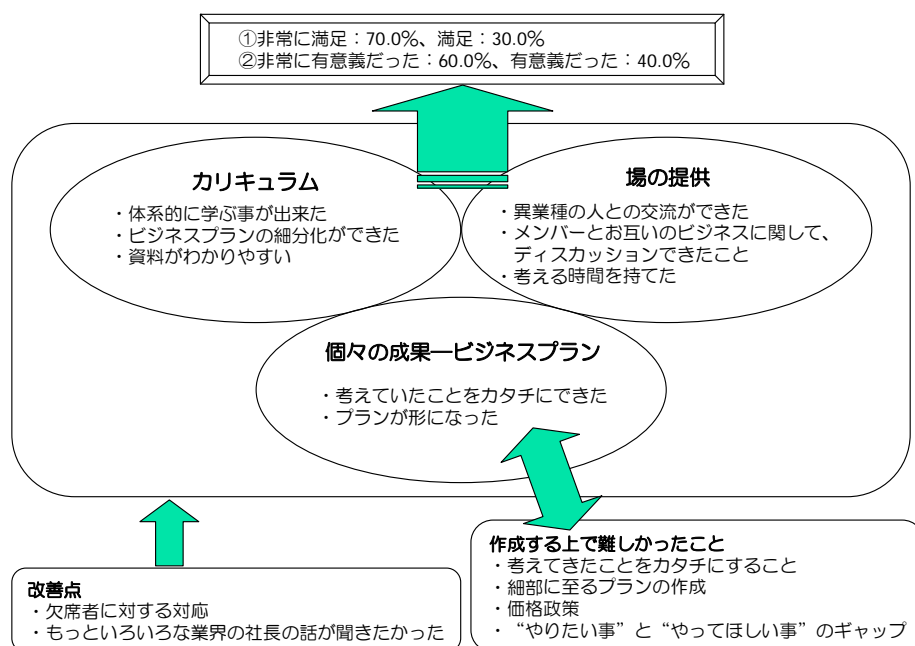 ①非常に満足：70.0%、満足：30.0%
②非常に有意義だった：60.0%、有意義だった：40.0%
カリキュラム
・体系的に学ぶ事が出来た
・ビジネスプランの細分化ができた
・資料がわかりやすい
場の提供
・異業種の人との交流ができた
・メンバーとお互いのビジネスに関して、
ディスカッションできたこと
・考える時間を持てた
個々の成果―ビジネスプラン
・考えていたことをカタチにできた
・プランが形になった
改善点
・欠席者に対する対応
・もっといろいろな業界の社長の話が聞きたかった
作成する上で難しかったこと
・考えてきたことをカタチにすること
・細部に至るプランの作成
・価格政策
・“やりたい事”と“やってほしい事”のギャップ